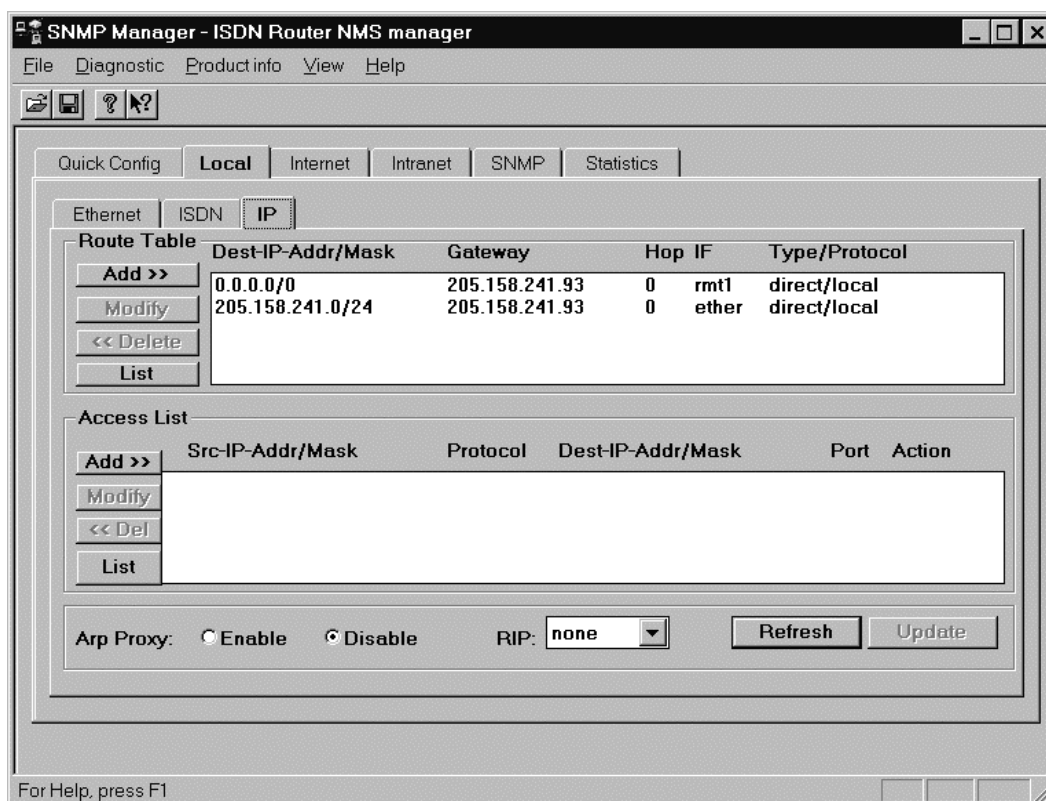 SNMP Manager - ISDN Router NMS manager
File Diagnostic Product info View Help
Quick Config Local Internet Intranet SNMP Statistics
Ethernet ISDN IP
Route Table
Dest-IP-Addr/Mask Gateway Hop IF Type/Protocol
Add >>
0.0.0.0/0 205.158.241.93 0 rmt1 direct/local
Modify
205.158.241.0/24 205.158.241.93 0 ether direct/local
<< Delete
List
Access List
Src-IP-Addr/Mask Protocol Dest-IP-Addr/Mask Port Action
Add >>
Modify
<< Del
List
Arp Proxy: Enable Disable RIP: none Refresh Update
For Help, press F1